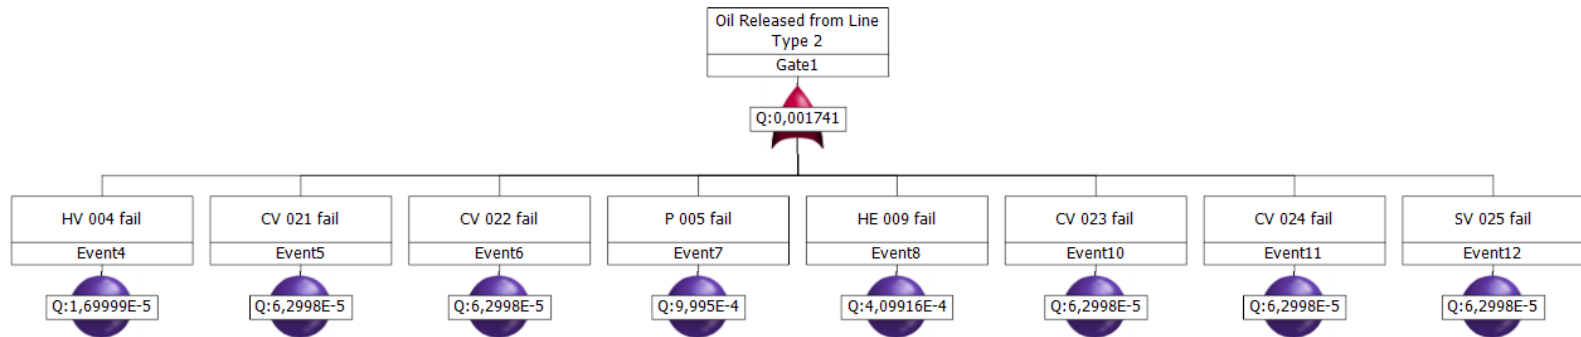 Oil Released from Line
Type 2
Gate1
Q:0,001741
HV 004 fail
Event4
Q:1,69999E-5
CV 021 fail
Event5
Q:6,2998E-5
CV 022 fail
Event6
Q:6,2998E-5
P 005 fail
Event7
Q:9,995E-4
HE 009 fail
Event8
Q:4,09916E-4
CV 023 fail
Event10
Q:6,2998E-5
CV 024 fail
Event11
Q:6,2998E-5
SV 025 fail
Event12
Q:6,2998E-5